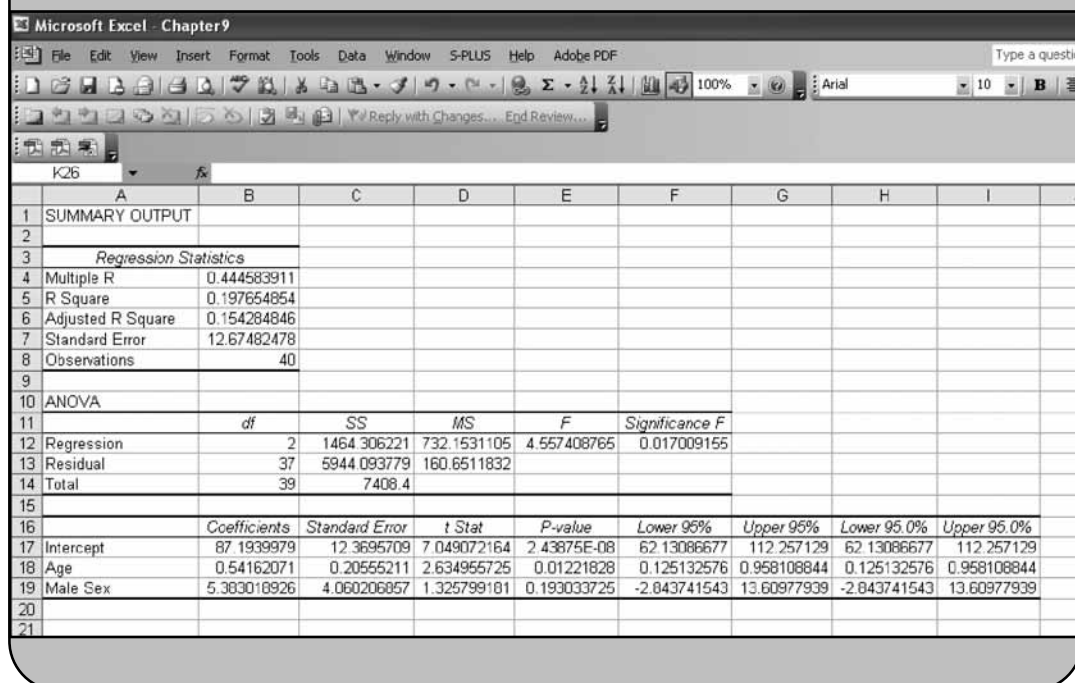 Microsoft Excel - Chapter9
File Edit View Insert Format Tools Data Window S-PLUS Help Adobe PDF Type a questi
100% Arial 10 B
Reply with Changes... End Review...
K26 fx
A B C D E F G H I
1 SUMMARY OUTPUT
2
3 Regression Statistics
4 Multiple R 0.444583911
5 R Square 0.197654854
6 Adjusted R Square 0.154284846
7 Standard Error 12.67482478
8 Observations 40
9
10 ANOVA
11 df SS MS F Significance F
12 Regression 2 1464.306221 732.1531105 4.557408765 0.017009155
13 Residual 37 5944.093779 160.6511832
14 Total 39 7408.4
15
16 Coefficients Standard Error t Stat P-value Lower 95% Upper 95% Lower 95.0% Upper 95.0%
17 Intercept 87.1939979 12.3695709 7.049072164 2.43875E-08 62.13086677 112.257129 62.13086677 112.257129
18 Age 0.54162071 0.20555211 2.634955725 0.01221828 0.125132576 0.958108844 0.125132576 0.958108844
19 Male Sex 5.383018926 4.060206857 1.325799181 0.193033725 -2.843741543 13.60977939 -2.843741543 13.60977939
20
21